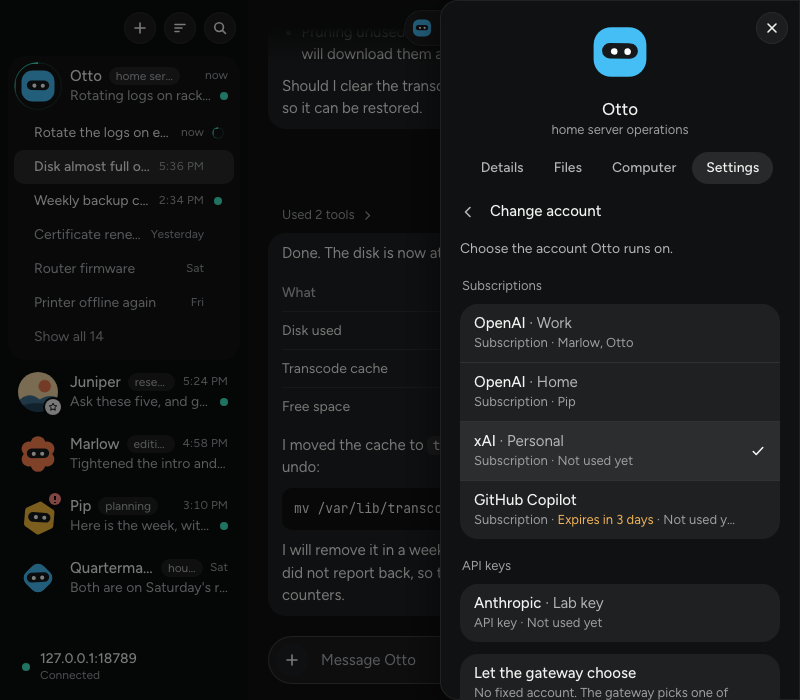 Otto
home ser...
now
Rotating logs on rack...
Rotate the logs on e...
now
Disk almost full o...
5:36 PM
Weekly backup c...
2:34 PM
Certificate rene...
Yesterday
Router firmware
Sat
Printer offline again
Fri
Show all 14
Juniper
rese...
5:24 PM
Ask these five, and g...
Marlow
editi...
4:58 PM
Tightened the intro and...
Pip
planning
3:10 PM
Here is the week, wit...
Quarterma...
hou...
Sat
Both are on Saturday's r...
127.0.0.1:18789
Connected
Pruning unused
will download them a
Should I clear the transc
so it can be restored.
Used 2 tools
Done. The disk is now at
What
Disk used
Transcode cache
Free space
I moved the cache to t
undo:
mv /var/lib/transco
I will remove it in a week
did not report back, so t
counters.
Message Otto
Otto
home server operations
Details
Files
Computer
Settings
Change account
Choose the account Otto runs on.
Subscriptions
OpenAI · Work
Subscription · Marlow, Otto
OpenAI · Home
Subscription · Pip
xAI · Personal
Subscription · Not used yet
GitHub Copilot
Subscription · Expires in 3 days · Not used y...
API keys
Anthropic · Lab key
API key · Not used yet
Let the gateway choose
No fixed account. The gateway picks one of